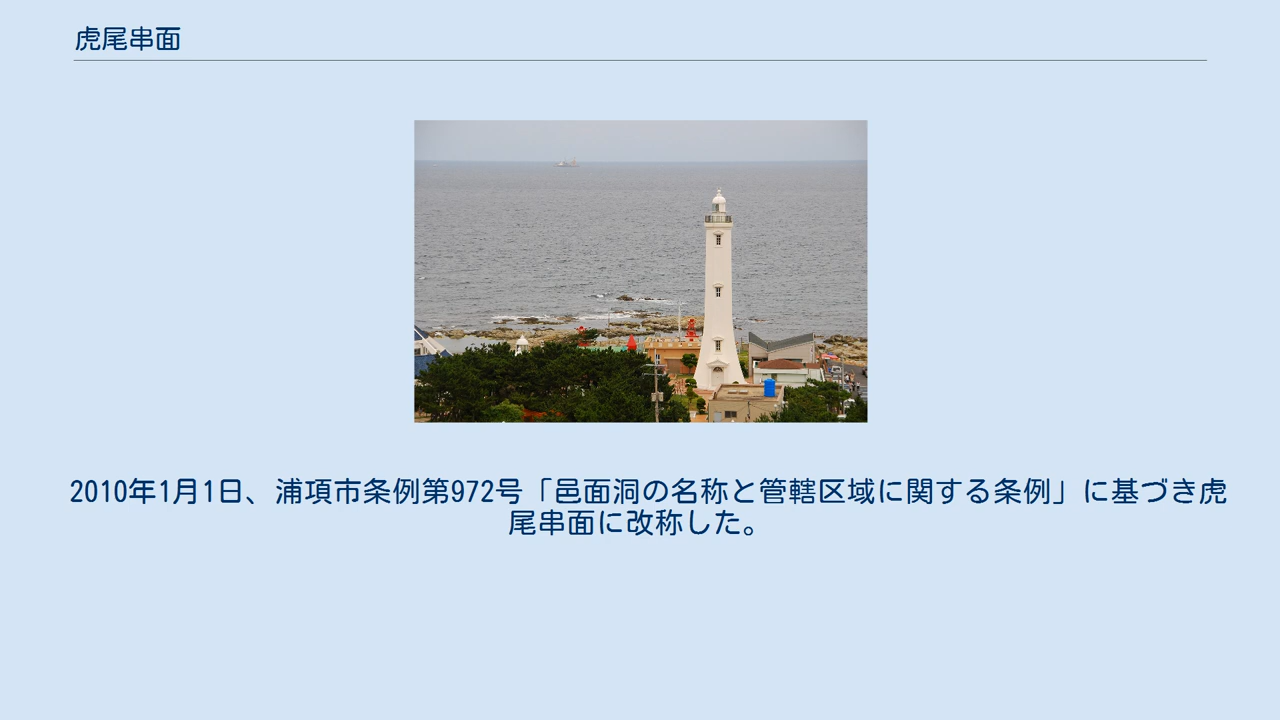 虎尾串面
2010年1月1日、浦項市条例第972号「邑面洞の名称と管轄区域に関する条例」に基づき虎
尾串面に改称した。